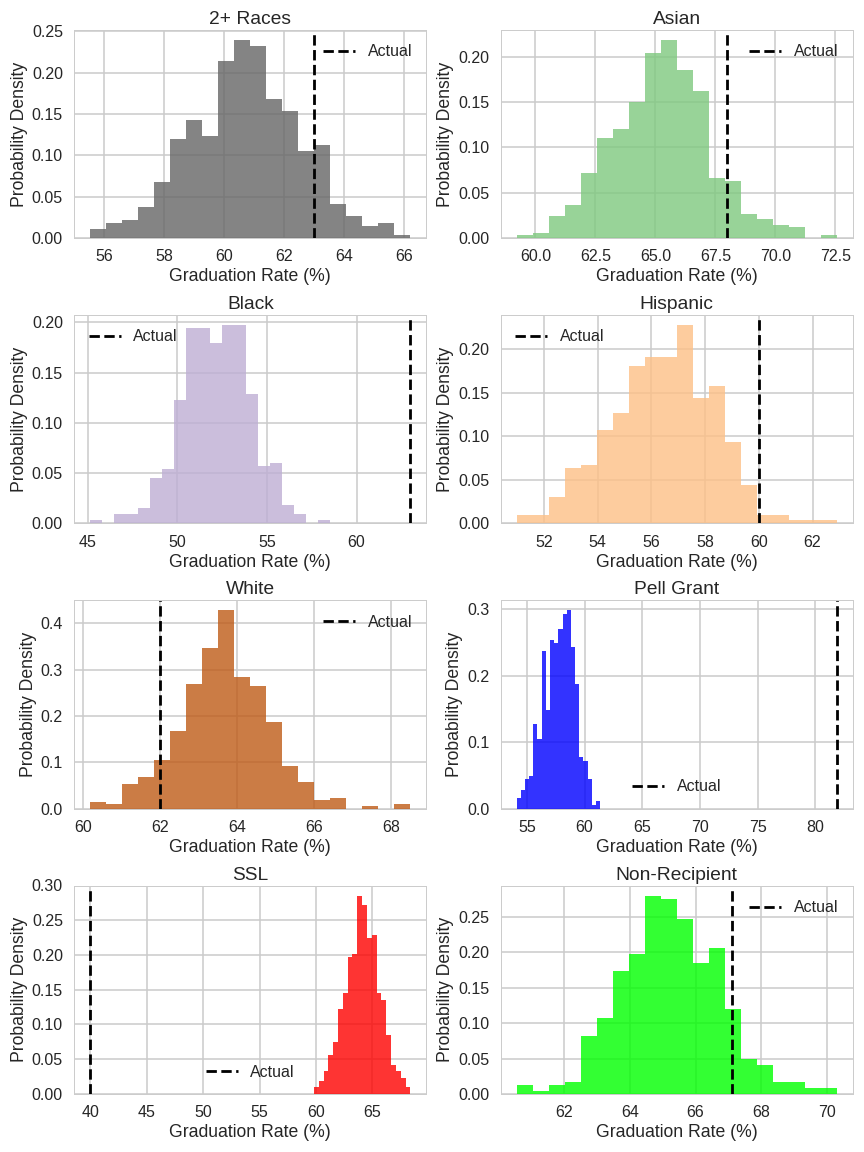 2+ Races
Probability Density
0.25
0.20
0.15
0.10
0.05
0.00
Actual
56 58 60 62 64 66
Graduation Rate (%)
Asian
Probability Density
0.20
0.15
0.10
0.05
0.00
Actual
60.0 62.5 65.0 67.5 70.0 72.5
Graduation Rate (%)
Black
Probability Density
0.20
0.15
0.10
0.05
0.00
Actual
45 50 55 60
Graduation Rate (%)
Hispanic
Probability Density
0.20
0.15
0.10
0.05
0.00
Actual
52 54 56 58 60 62
Graduation Rate (%)
White
Probability Density
0.4
0.3
0.2
0.1
0.0
Actual
60 62 64 66 68
Graduation Rate (%)
Pell Grant
Probability Density
0.3
0.2
0.1
0.0
Actual
55 60 65 70 75 80
Graduation Rate (%)
SSL
Probability Density
0.30
0.25
0.20
0.15
0.10
0.05
0.00
Actual
40 45 50 55 60 65
Graduation Rate (%)
Non-Recipient
Probability Density
0.25
0.20
0.15
0.10
0.05
0.00
Actual
62 64 66 68 70
Graduation Rate (%)